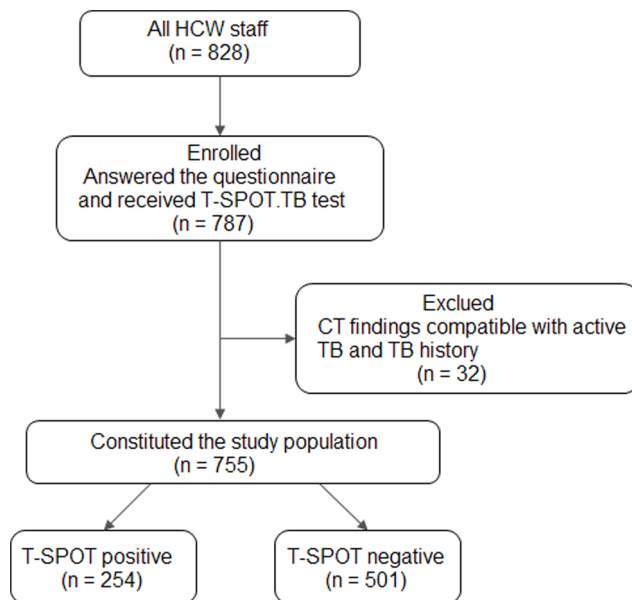 All HCW staff
(n = 828)
Enrolled
Answered the questionnaire
and received T-SPOT.TB test
(n = 787)
Exclued
CT findings compatible with active
TB and TB history
(n = 32)
Constituted the study population
(n = 755)
T-SPOT positive
(n = 254)
T-SPOT negative
(n = 501)